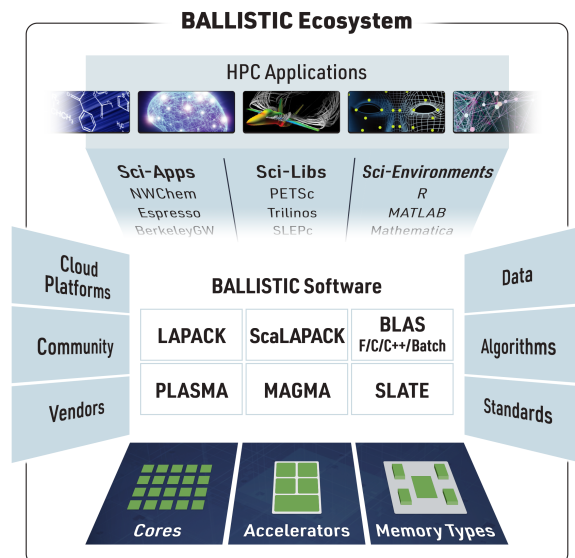 BALLISTIC Ecosystem
HPC Applications
Sci-Apps
NWChem
Espresso
BerkeleyGW
Sci-Libs
PETSc
Trilinos
SLEPc
Sci-Environments
R
MATLAB
Mathematica
Cloud
Platforms
Community
Vendors
BALLISTIC Software
LAPACK
ScaLAPACK
BLAS
F/C/C++/Batch
PLASMA
MAGMA
SLATE
Data
Algorithms
Standards
Cores
Accelerators
Memory Types